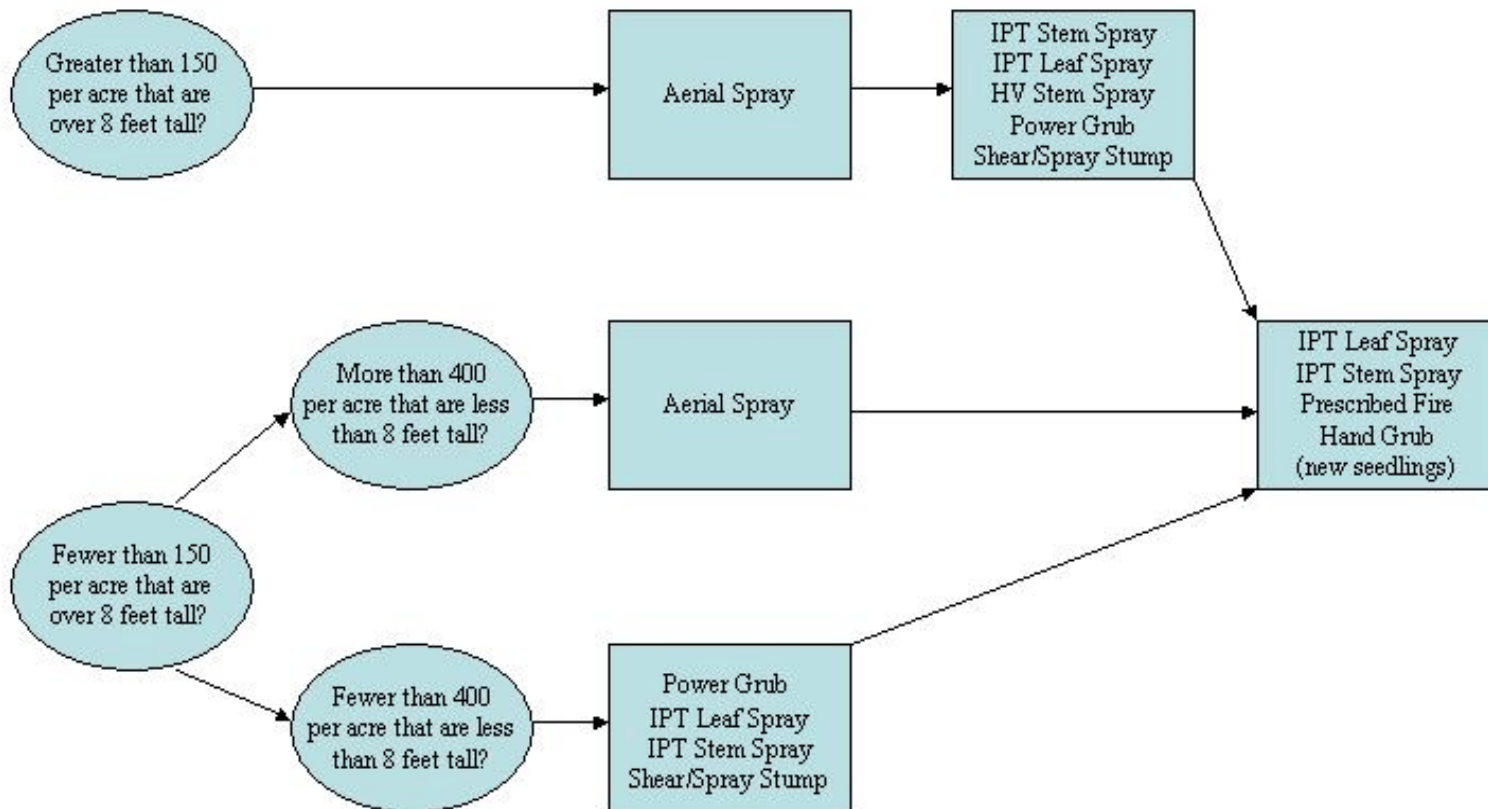 Greater than 150
per acre that are
over 8 feet tall?
Aerial Spray
IPT Stem Spray
IPT Leaf Spray
HV Stem Spray
Power Grub
Shear/Spray Stump
More than 400
per acre that are less
than 8 feet tall?
Aerial Spray
IPT Leaf Spray
IPT Stem Spray
Prescribed Fire
Hand Grub
(new seedlings)
Fewer than 150
per acre that are
over 8 feet tall?
Fewer than 400
per acre that are less
than 8 feet tall?
Power Grub
IPT Leaf Spray
IPT Stem Spray
Shear/Spray Stump